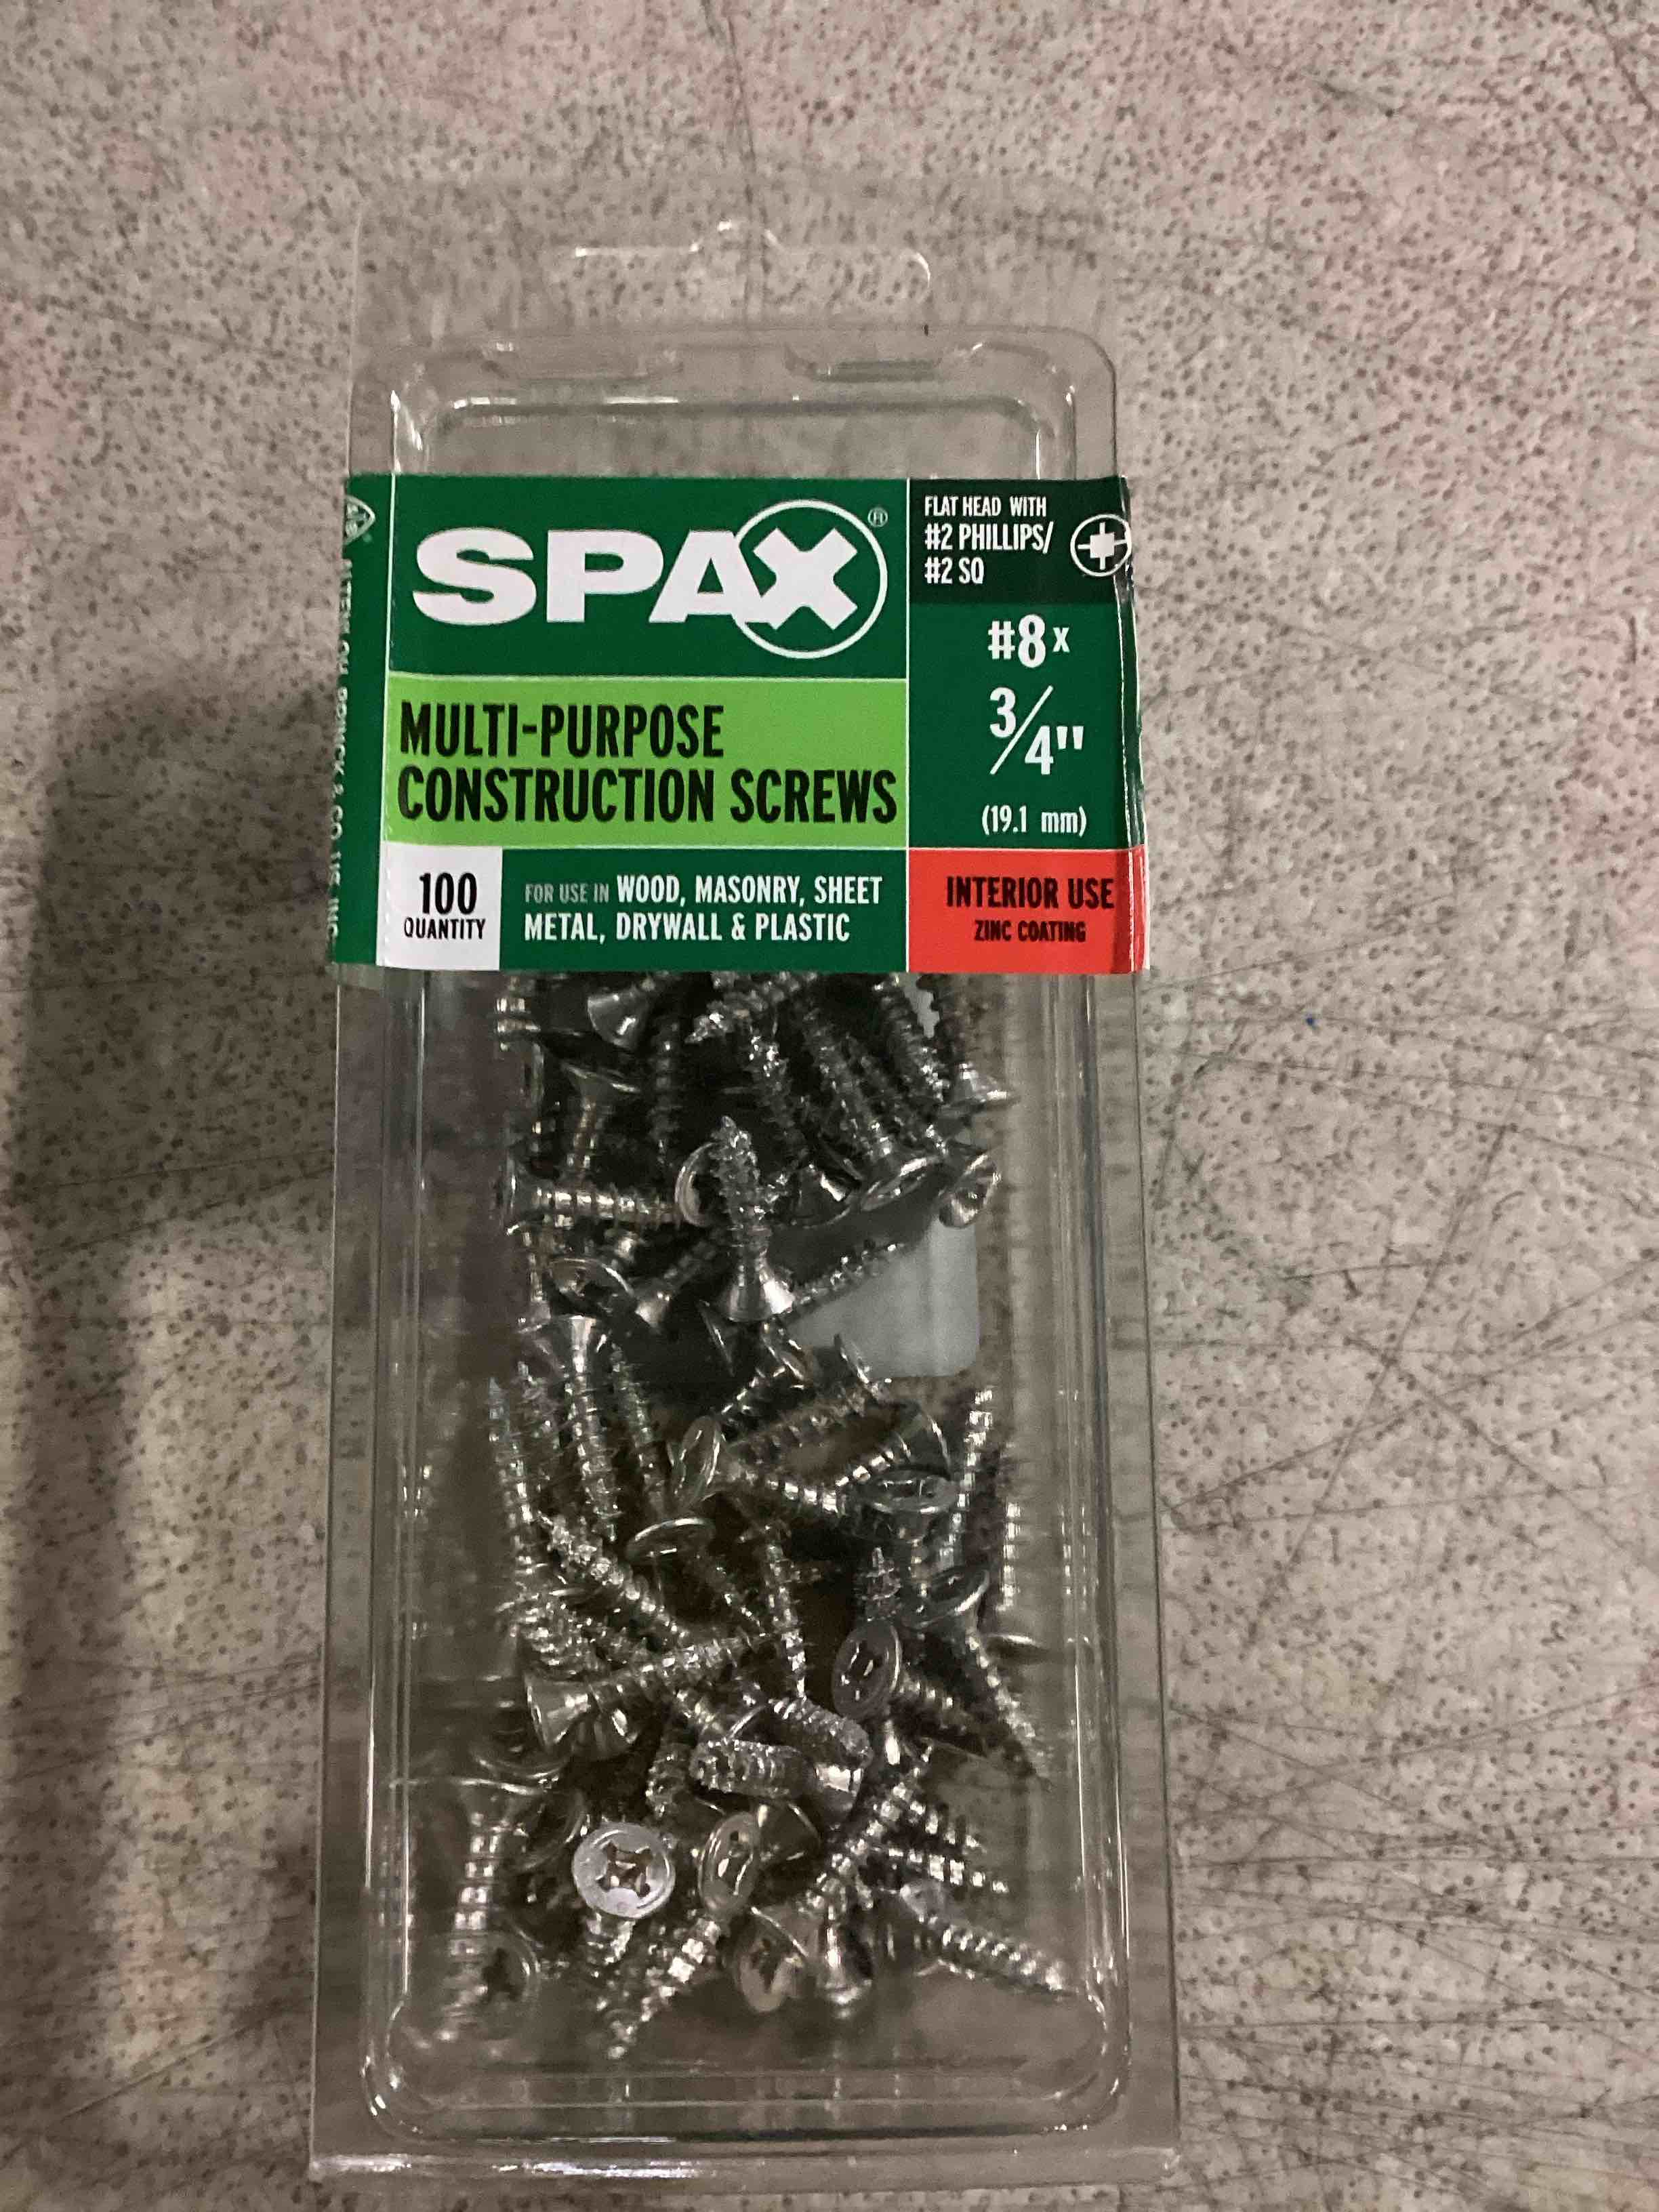 SPAX®
FLAT HEAD WITH
#2 PHILLIPS/
#2 SQ
#8 x
3/4"
(19.1 mm)
MULTI-PURPOSE
CONSTRUCTION SCREWS
100
QUANTITY
FOR USE IN WOOD, MASONRY, SHEET
METAL, DRYWALL & PLASTIC
INTERIOR USE
ZINC COATING